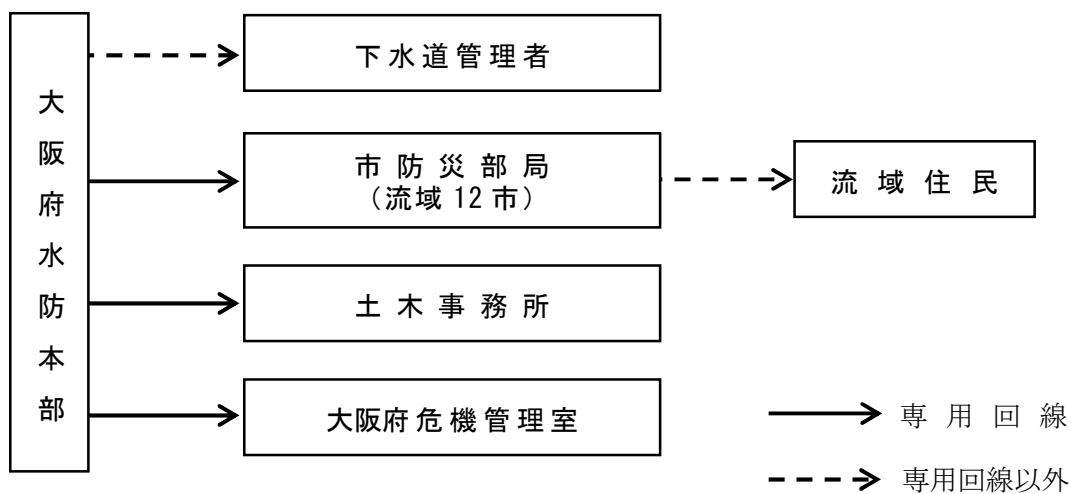 大阪府水防本部
下水道管理者
市防災部局
(流域12市)
流域住民
土木事務所
大阪府危機管理室
専用回線
専用回線以外